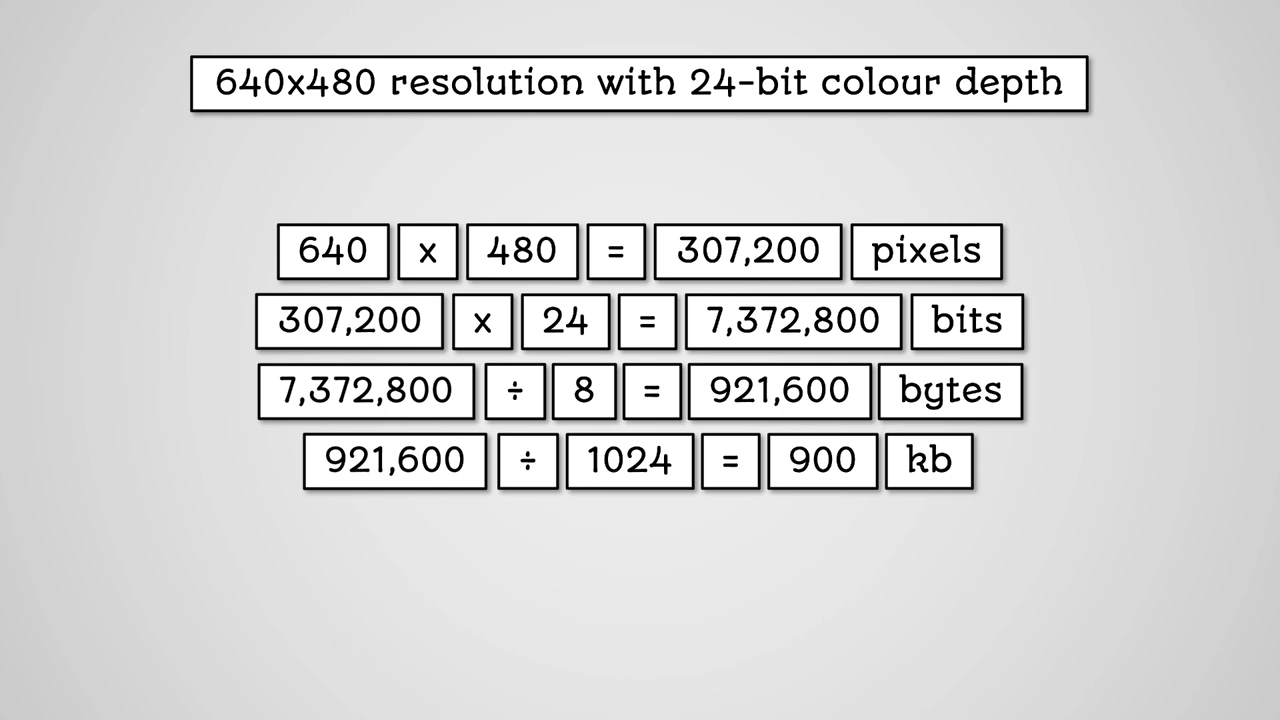 640x480 resolution with 24-bit colour depth
640 x 480 = 307,200 pixels
307,200 x 24 = 7,372,800 bits
7,372,800 ÷ 8 = 921,600 bytes
921,600 ÷ 1024 = 900 kb